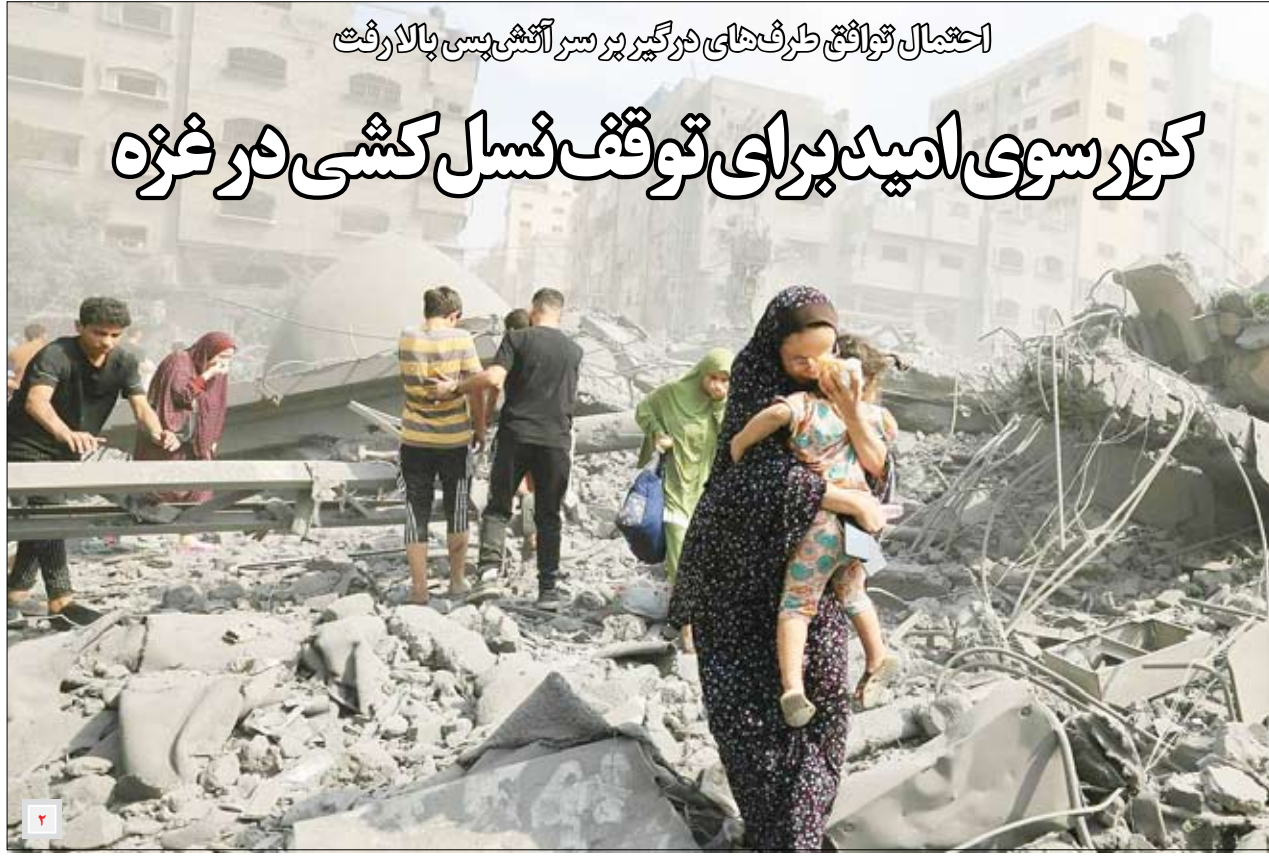 احتمال توافق طرف‌های درگیر بر سر آتش‌بس بالا رفت
کورسوی امید برای توقف نسل‌کشی در غزه
۲